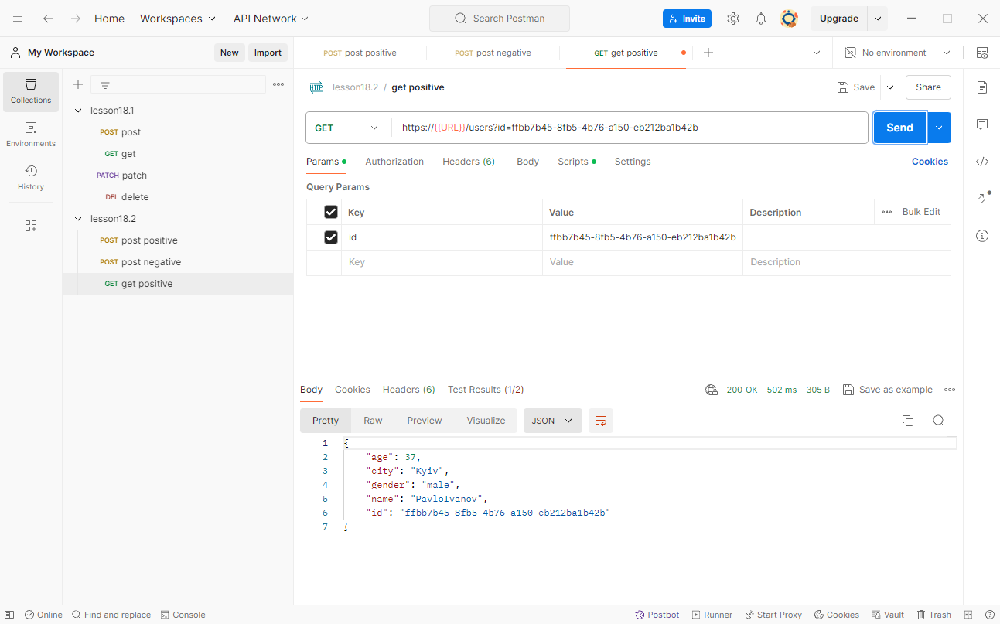 Home Workspaces API Network Search Postman Invite Upgrade
My Workspace New Import POST post positive POST post negative GET get positive No environment
Collections
Environments
History
lesson18.1
POST post
GET get
PATCH patch
DEL delete
lesson18.2
POST post positive
POST post negative
GET get positive
HTTP lesson18.2 / get positive Save Share
GET https://{{URL}}/users?id=ffbb7b45-8fb5-4b76-a150-eb212ba1b42b Send
Params Authorization Headers (6) Body Scripts Settings Cookies
Query Params
Key Value Description Bulk Edit
id ffbb7b45-8fb5-4b76-a150-eb212ba1b42b
Key Value Description
Body Cookies Headers (6) Test Results (1/2) 200 OK 502 ms 305 B Save as example
Pretty Raw Preview Visualize JSON
1 {
2 "age": 37,
3 "city": "Kyiv",
4 "gender": "male",
5 "name": "PavloIvanov",
6 "id": "ffbb7b45-8fb5-4b76-a150-eb212ba1b42b"
7 }
Online Find and replace Console Postbot Runner Start Proxy Cookies Vault Trash